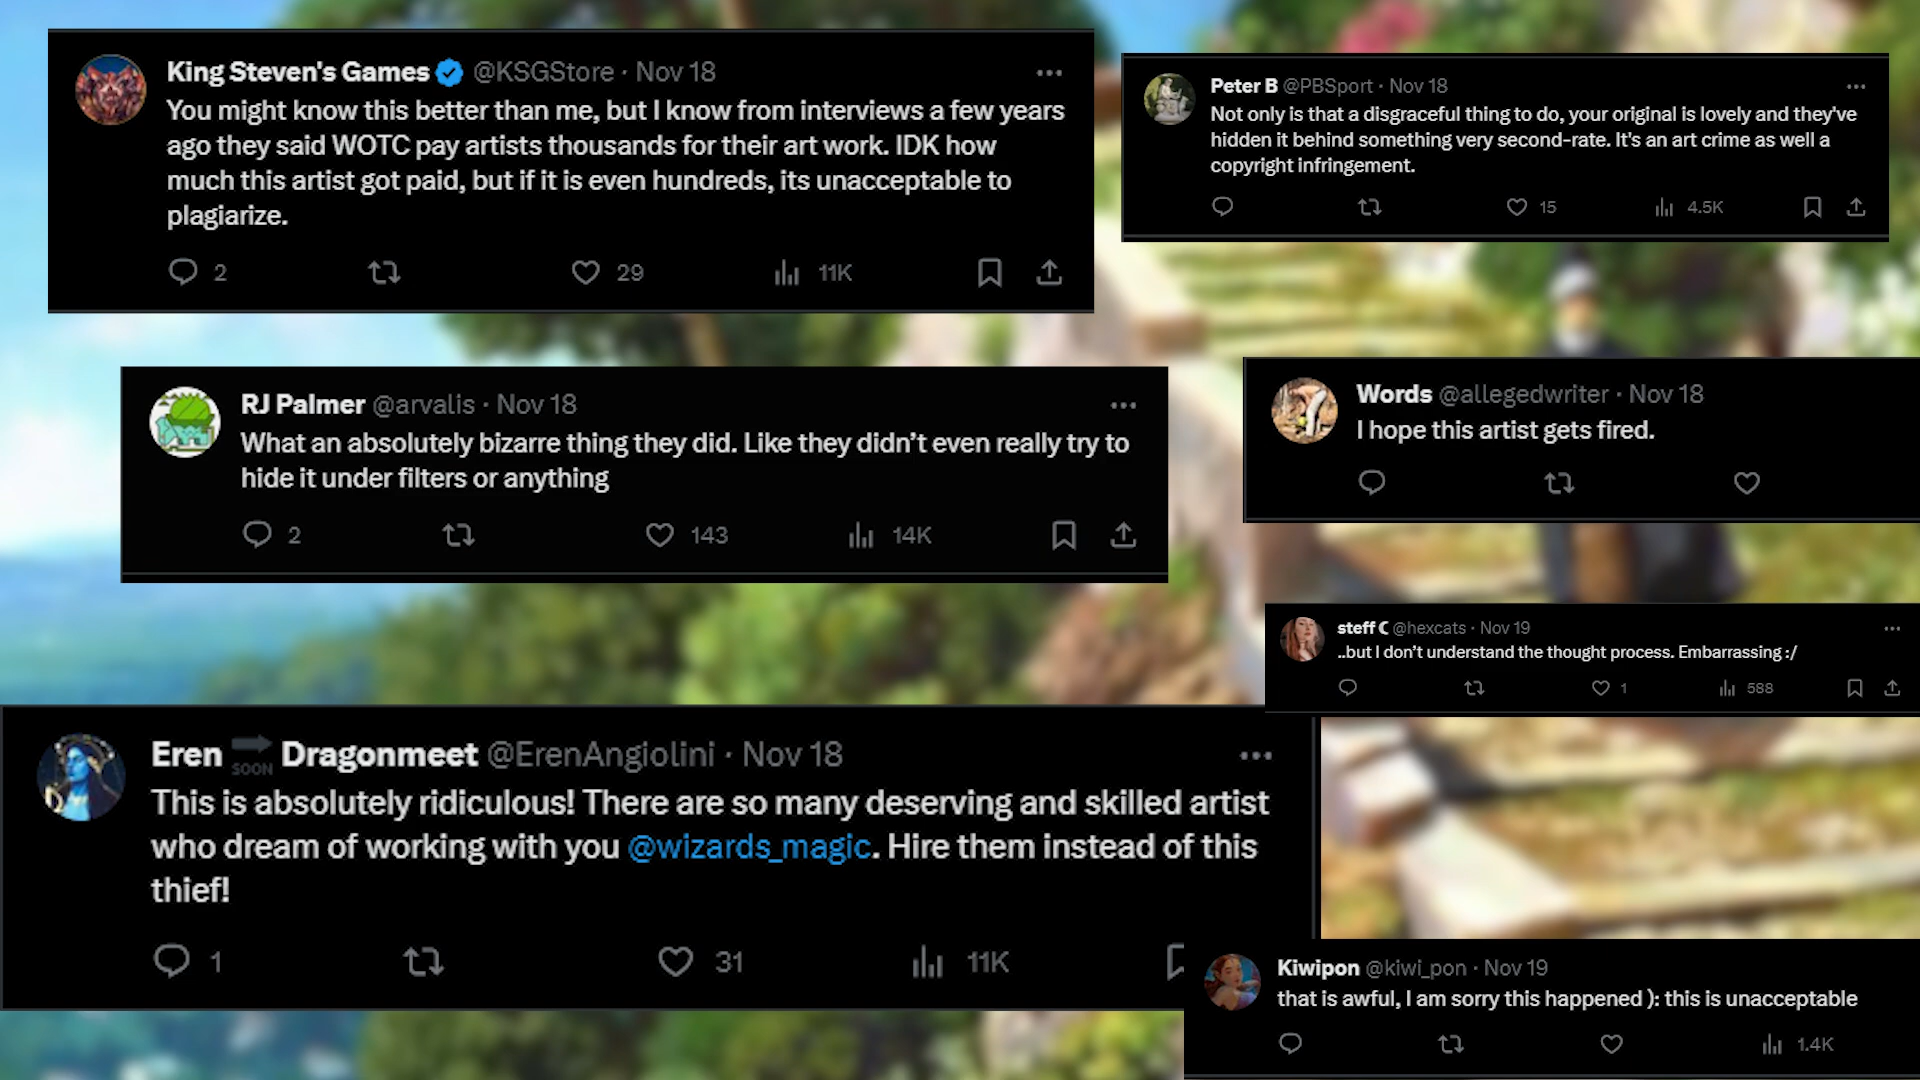 King Steven's Games @KSGStore · Nov 18
You might know this better than me, but I know from interviews a few years
ago they said WOTC pay artists thousands for their art work. IDK how
much this artist got paid, but if it is even hundreds, its unacceptable to
plagiarize.
2 29 11K
Peter B @PBSport · Nov 18
Not only is that a disgraceful thing to do, your original is lovely and they've
hidden it behind something very second-rate. It's an art crime as well a
copyright infringement.
15 4.5K
RJ Palmer @arvalis · Nov 18
What an absolutely bizarre thing they did. Like they didn’t even really try to
hide it under filters or anything
2 143 14K
Words @allegedwriter · Nov 18
I hope this artist gets fired.
steff C @hexcats · Nov 19
..but I don’t understand the thought process. Embarrassing :/
1 588
Eren SOON Dragonmeet @ErenAngiolini · Nov 18
This is absolutely ridiculous! There are so many deserving and skilled artist
who dream of working with you @wizards_magic. Hire them instead of this
thief!
1 31 11K
Kiwipon @kiwi_pon · Nov 19
that is awful, I am sorry this happened ): this is unacceptable
1.4K